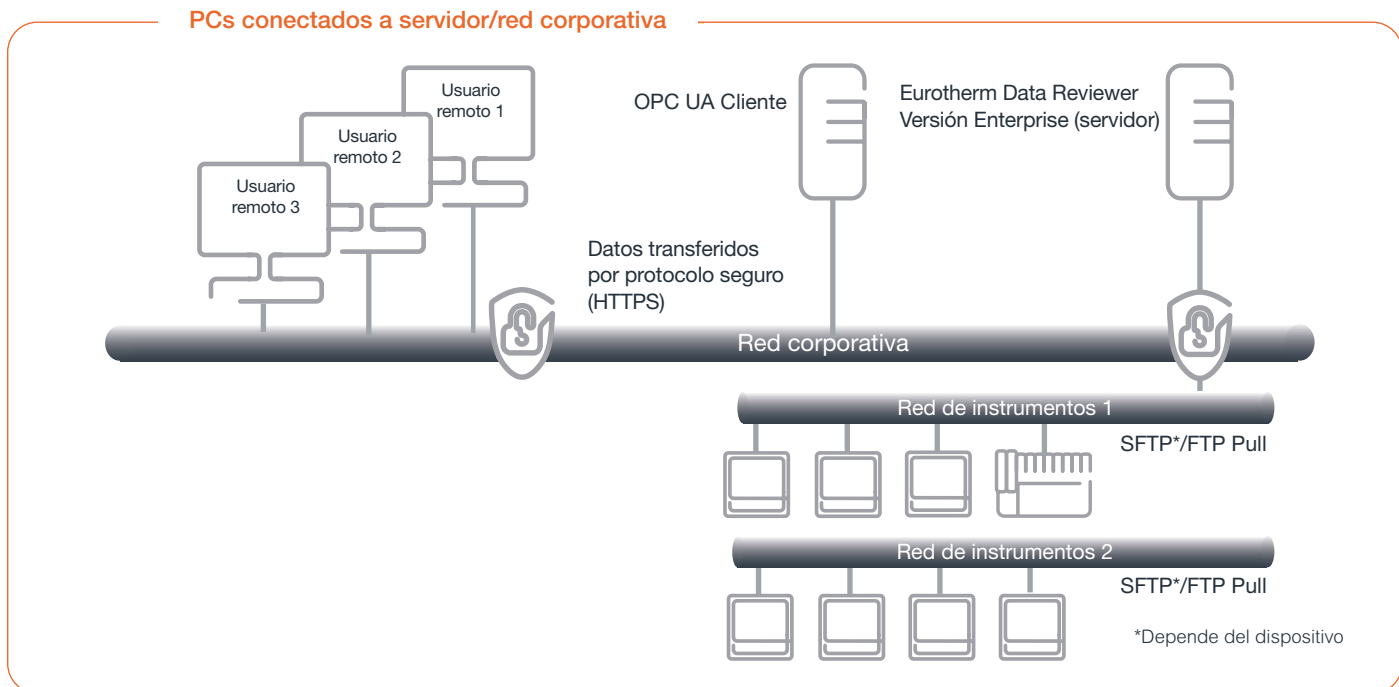 PCs conectados a servidor/red corporativa
Usuario
remoto 1
Usuario
remoto 2
Usuario
remoto 3
OPC UA Cliente
Eurotherm Data Reviewer
Versión Enterprise (servidor)
Datos transferidos
por protocolo seguro
(HTTPS)
Red corporativa
Red de instrumentos 1
SFTP*/FTP Pull
Red de instrumentos 2
SFTP*/FTP Pull
*Depende del dispositivo